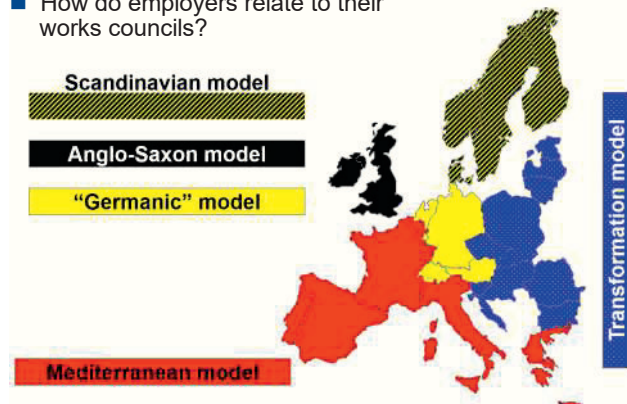 How do employers relate to their
works councils?
Scandinavian model
Anglo-Saxon model
“Germanic” model
Mediterranean model
Transformation model